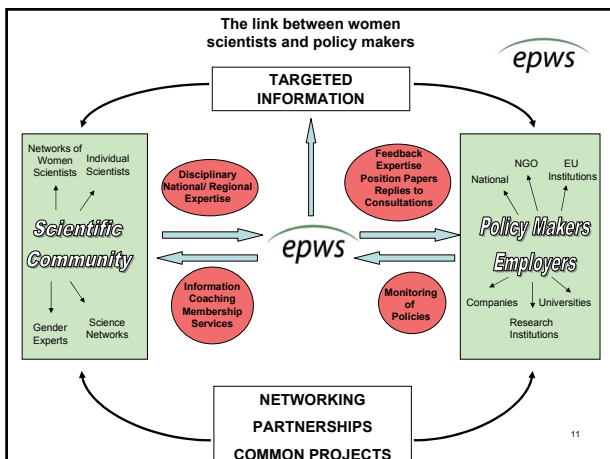 The link between women
scientists and policy makers
epws
TARGETED
INFORMATION
Networks of
Women
Scientists
Individual
Scientists
Scientific
Community
Gender
Experts
Science
Networks
Disciplinary
National/ Regional
Expertise
Information
Coaching
Membership
Services
epws
Feedback
Expertise
Position Papers
Replies to
Consultations
Monitoring
of
Policies
National
NGO
EU
Institutions
Policy Makers
Employers
Companies
Universities
Research
Institutions
NETWORKING
PARTNERSHIPS
COMMON PROJECTS
11